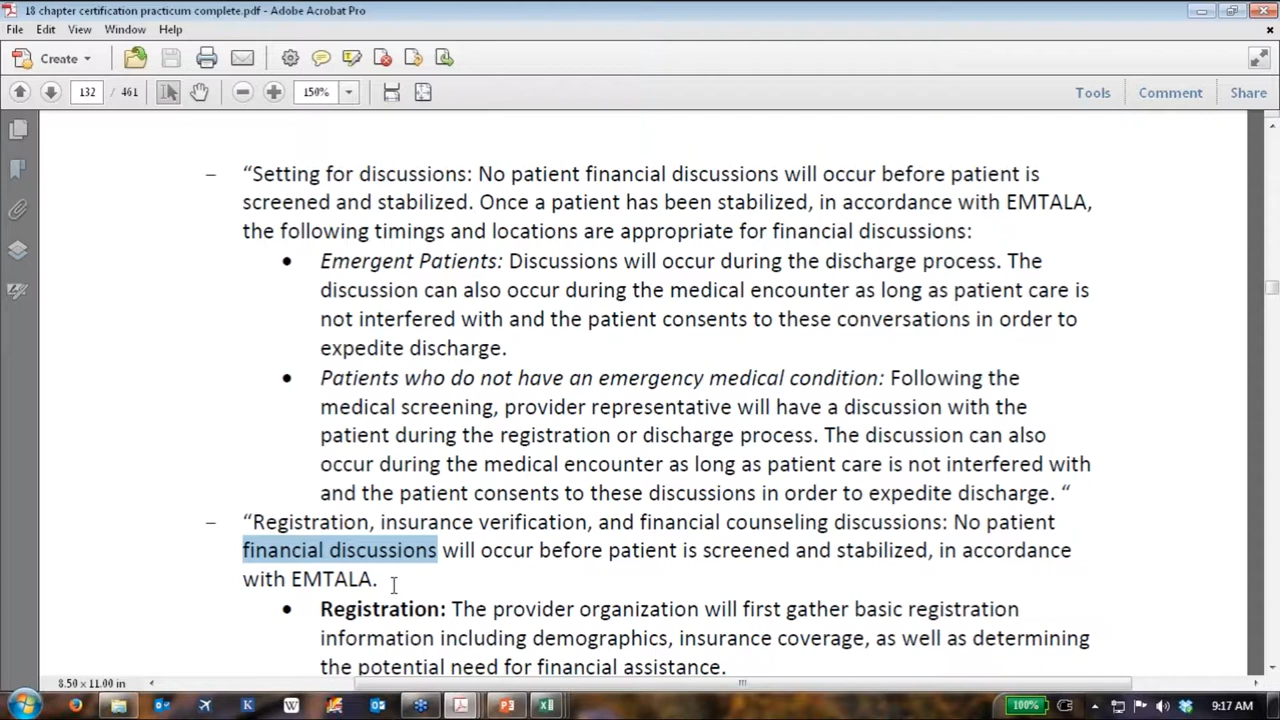 18 chapter certification practicum complete.pdf - Adobe Acrobat Pro
File Edit View Window Help
Create
132 / 461 150% Tools Comment Share
– “Setting for discussions: No patient financial discussions will occur before patient is
screened and stabilized. Once a patient has been stabilized, in accordance with EMTALA,
the following timings and locations are appropriate for financial discussions:
• Emergent Patients: Discussions will occur during the discharge process. The
discussion can also occur during the medical encounter as long as patient care is
not interfered with and the patient consents to these conversations in order to
expedite discharge.
• Patients who do not have an emergency medical condition: Following the
medical screening, provider representative will have a discussion with the
patient during the registration or discharge process. The discussion can also
occur during the medical encounter as long as patient care is not interfered with
and the patient consents to these discussions in order to expedite discharge. “
– “Registration, insurance verification, and financial counseling discussions: No patient
financial discussions will occur before patient is screened and stabilized, in accordance
with EMTALA.
• Registration: The provider organization will first gather basic registration
information including demographics, insurance coverage, as well as determining
the potential need for financial assistance.
8.50 x 11.00 in
100% 9:17 AM